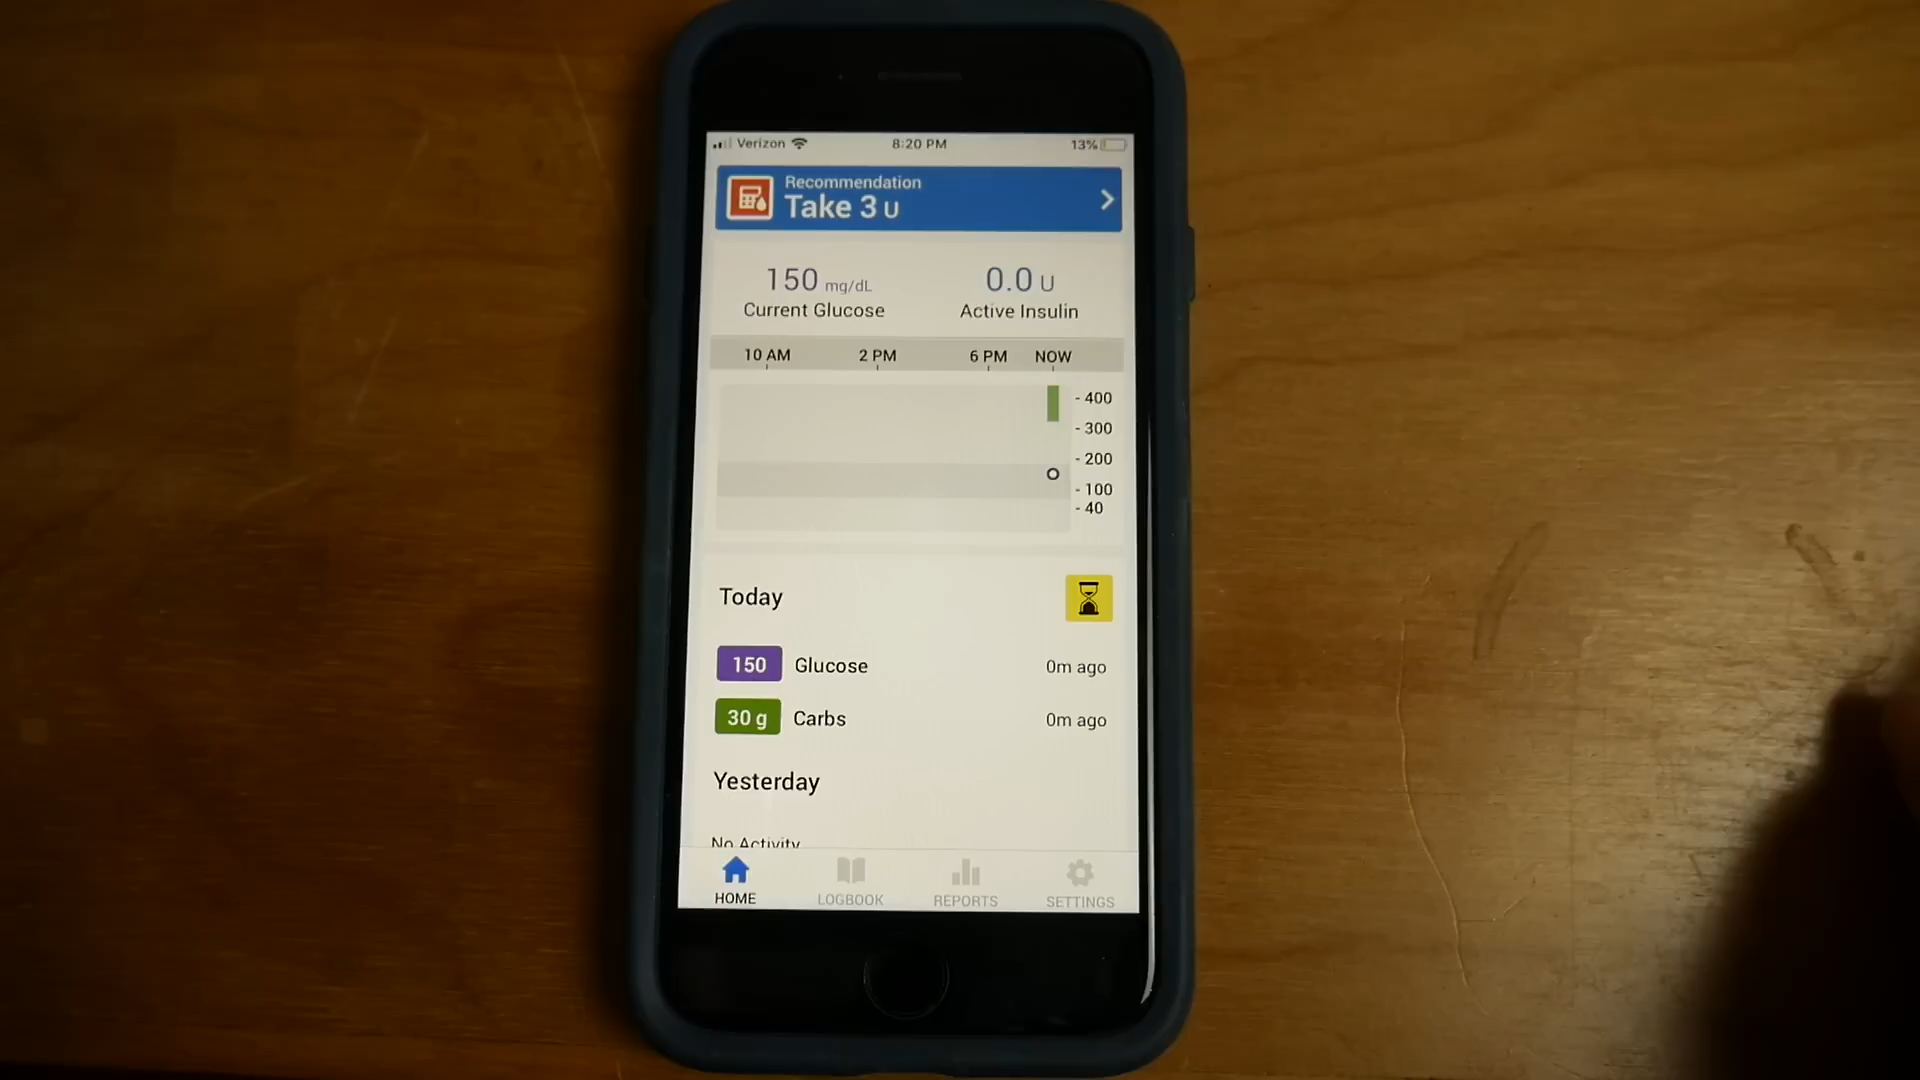 Verizon 8:20 PM 13%
Recommendation
Take 3 U
150 mg/dL 0.0 U
Current Glucose Active Insulin
10 AM 2 PM 6 PM NOW
- 400
- 300
- 200
- 100
- 40
Today
150 Glucose 0m ago
30 g Carbs 0m ago
Yesterday
No Activity
HOME LOGBOOK REPORTS SETTINGS